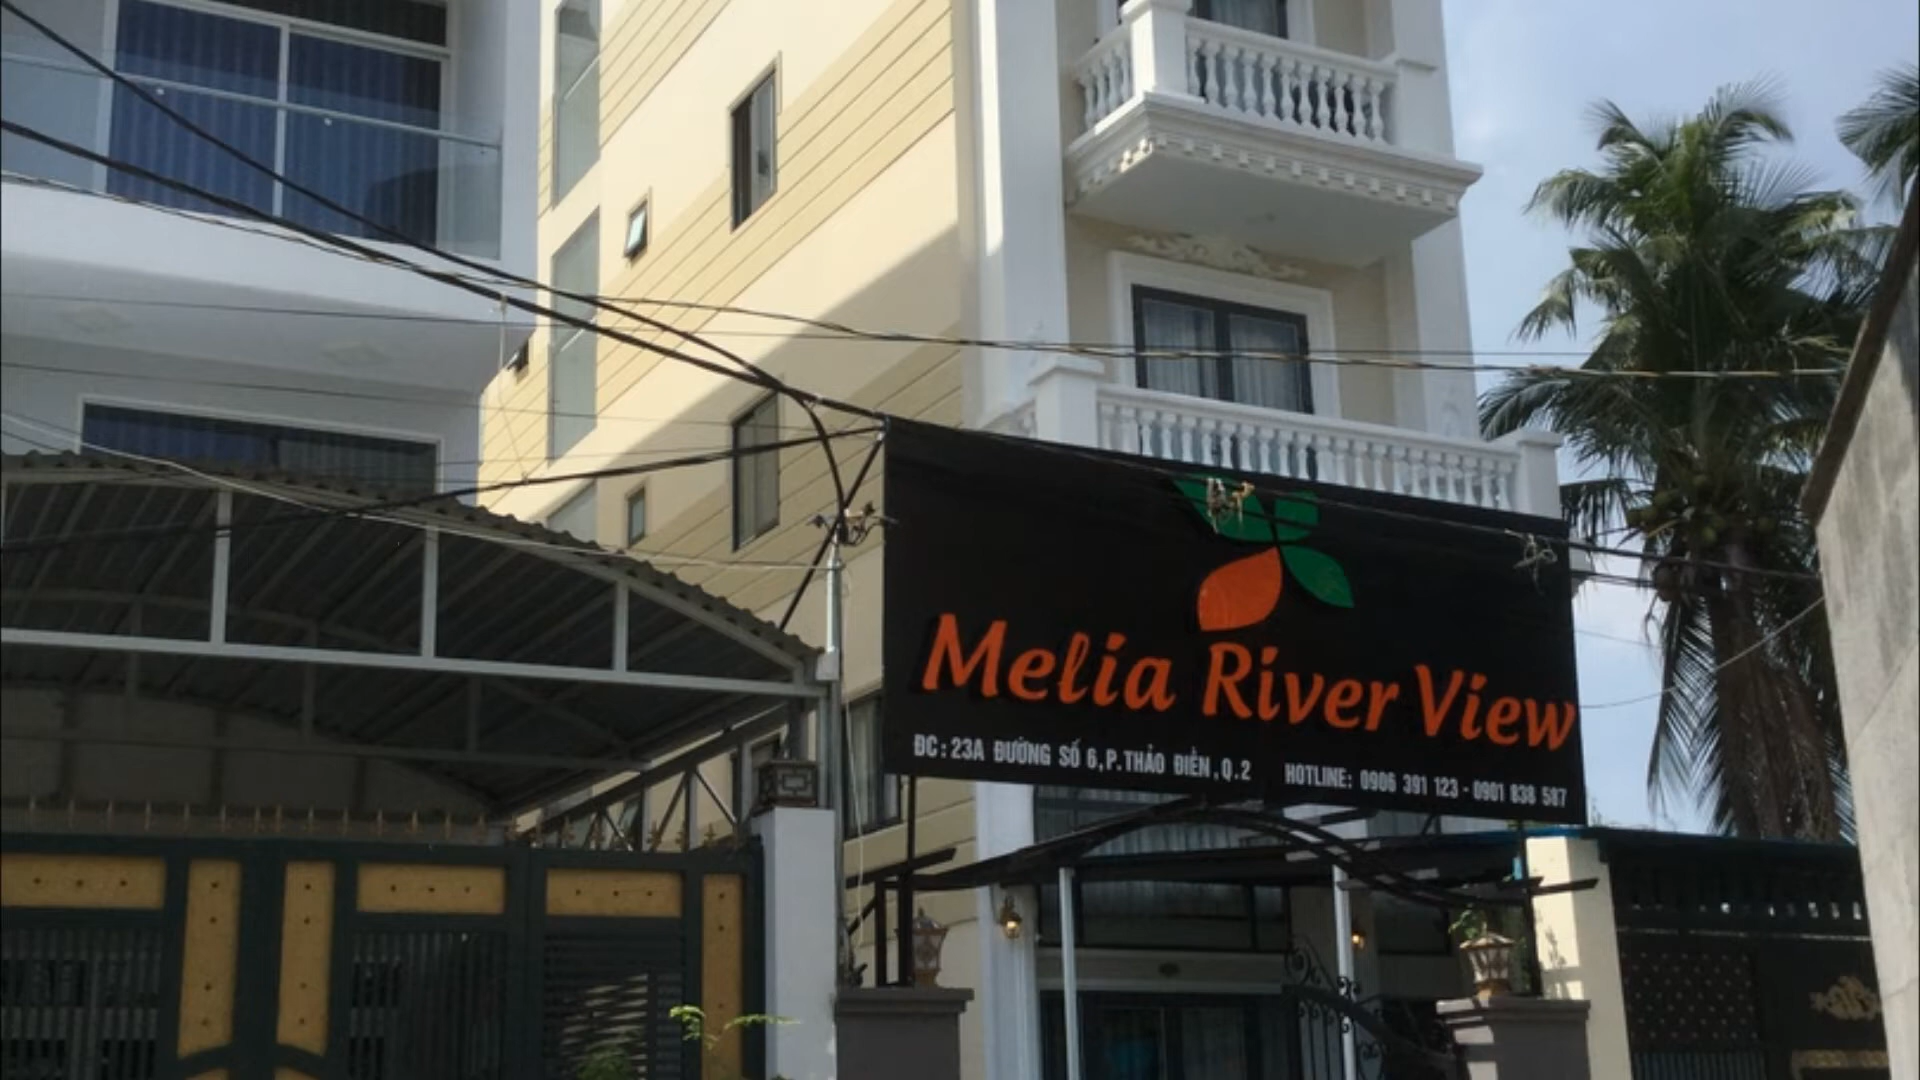 Melia River View
ĐC: 23A ĐƯỜNG SỐ 6, P.THẢO ĐIỀN, Q.2 HOTLINE: 0906 391 123 - 0901 838 587